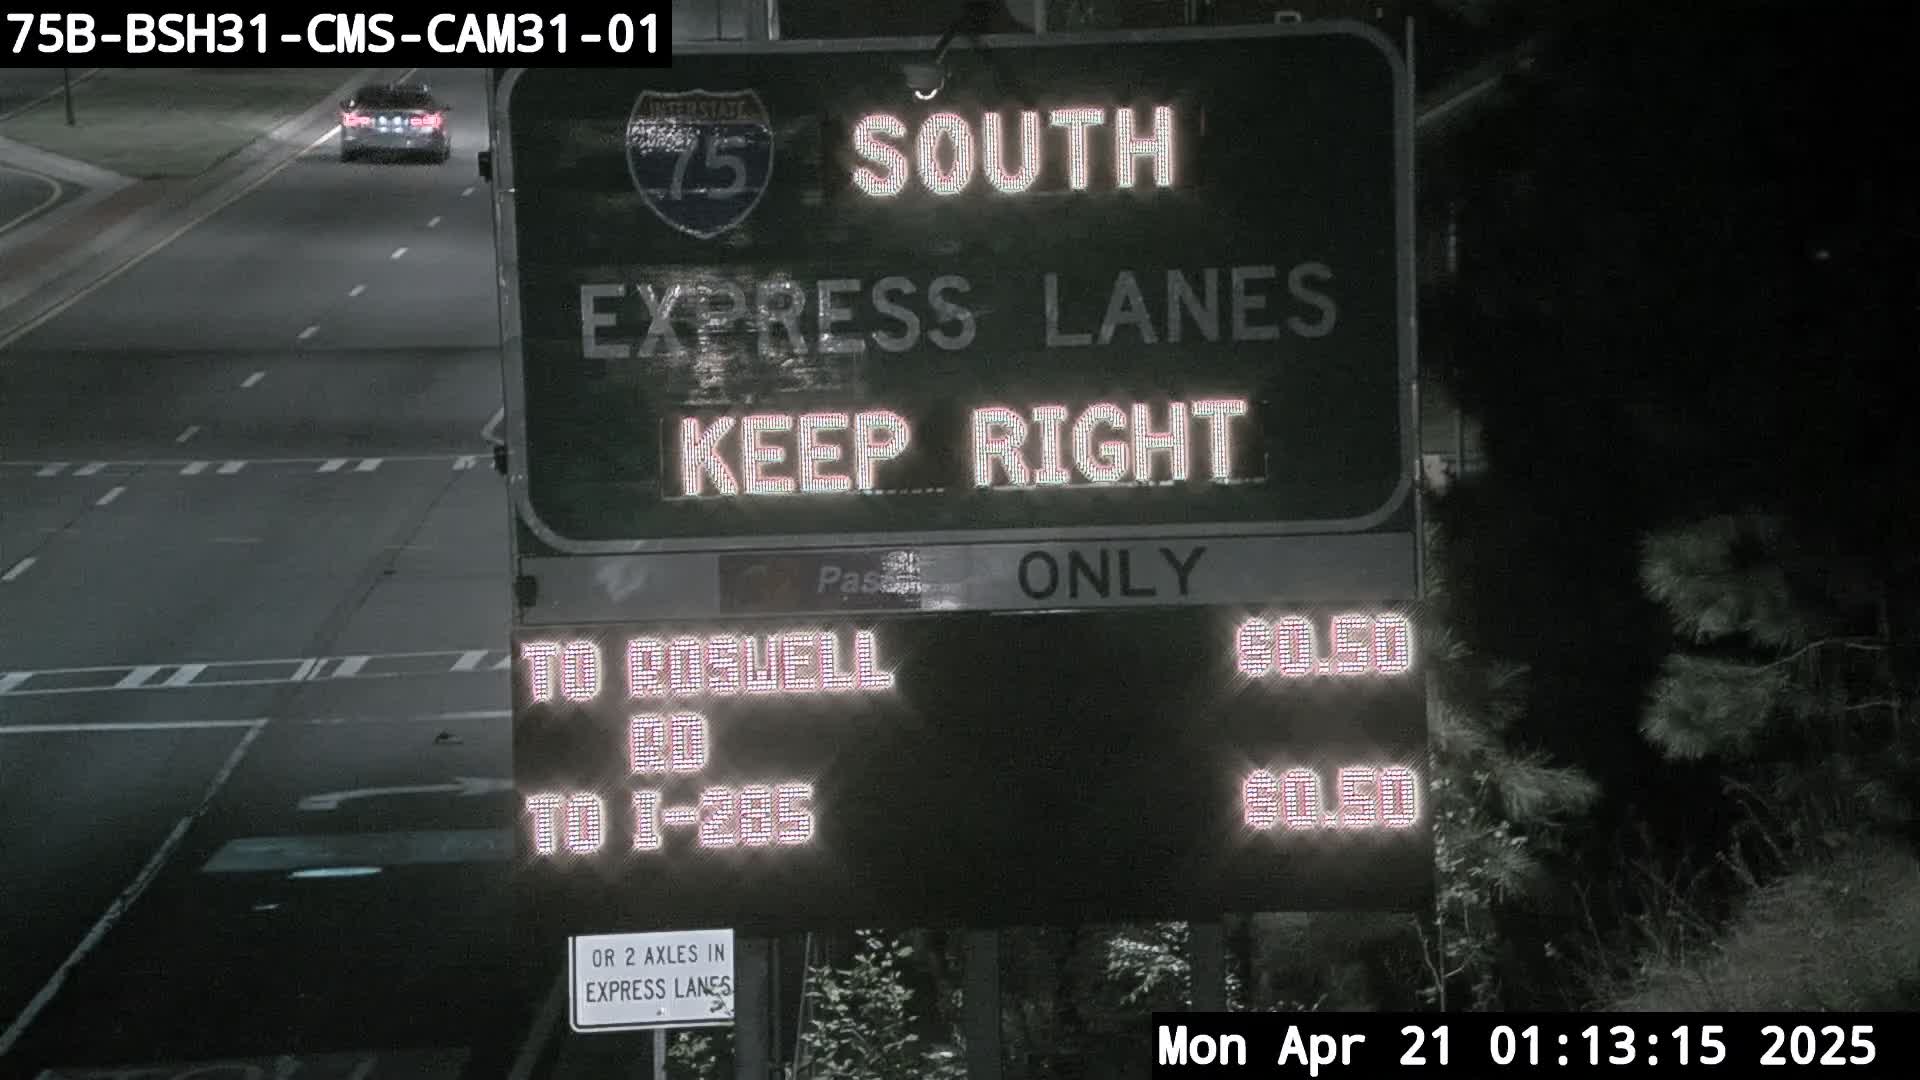 75B-BSH31-CMS-CAM31-01
INTERSTATE
75
SOUTH
EXPRESS LANES
KEEP RIGHT
ONLY
TO ROSWELL $0.50
RD
TO I-285 $0.50
OR 2 AXLES IN
EXPRESS LANES
Mon Apr 21 01:13:15 2025